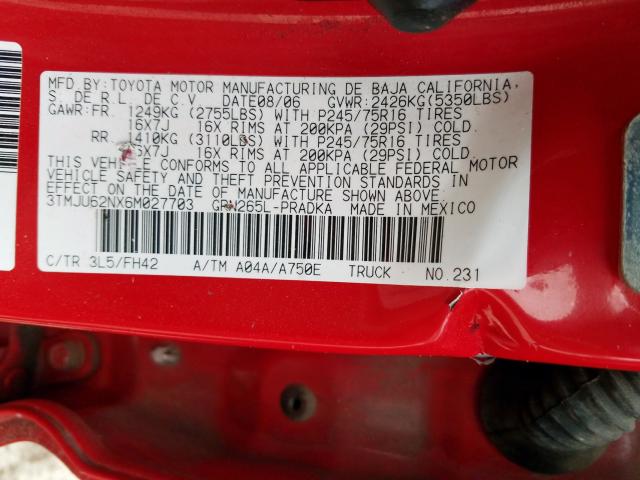 MFD. BY: TOYOTA MOTOR MANUFACTURING DE BAJA CALIFORNIA,
S. DE R.L. DE C.V. DATE08/06 GVWR:2426KG(5350LBS)
GAWR:FR. 1249KG (2755LBS) WITH P245/75R16 TIRES
16X7J 16X RIMS AT 200KPA (29PSI) COLD.
RR. 1410KG (3110LBS) WITH P245/75R16 TIRES
16X7J 16X RIMS AT 200KPA (29PSI) COLD.
THIS VEHICLE CONFORMS TO ALL APPLICABLE FEDERAL MOTOR
VEHICLE SAFETY AND THEFT PREVENTION STANDARDS IN
EFFECT ON THE DATE OF MANUFACTURE SHOWN ABOVE.
3TMJU62NX6M027703 GRN265L-PRADKA MADE IN MEXICO
C/TR 3L5/FH42 A/TM A04A/A750E TRUCK NO.231